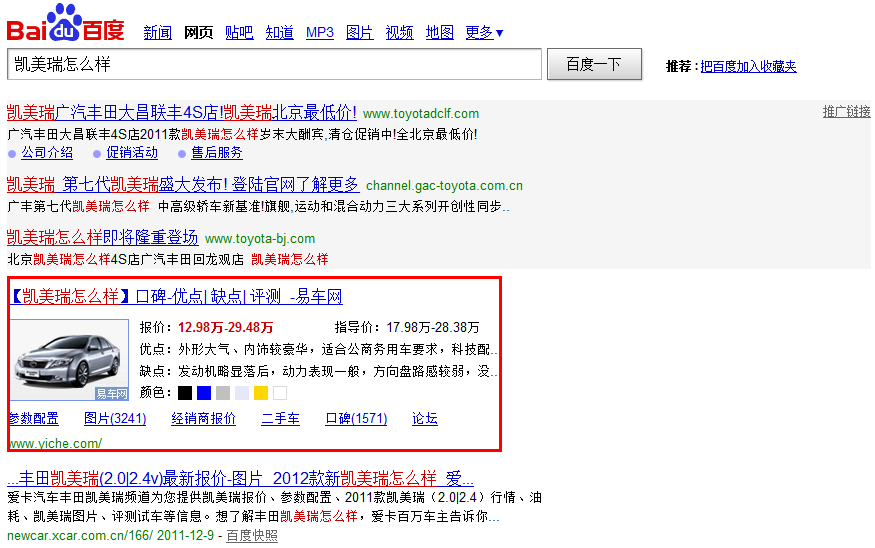 Bai du 百度
新闻 网页 贴吧 知道 MP3 图片 视频 地图 更多▼
凯美瑞怎么样 百度一下 推荐：把百度加入收藏夹
凯美瑞广汽丰田大昌联丰4S店!凯美瑞北京最低价! www.toyotadclf.com 推广链接
广汽丰田大昌联丰4S店2011款凯美瑞怎么样岁末大酬宾,清仓促销中!全北京最低价!
公司介绍 促销活动 售后服务
凯美瑞 第七代凯美瑞盛大发布! 登陆官网了解更多 channel.gac-toyota.com.cn
广丰第七代凯美瑞怎么样 中高级轿车新基准!旗舰,运动和混合动力三大系列开创性同步..
凯美瑞怎么样即将隆重登场 www.toyota-bj.com
北京凯美瑞怎么样4S店广汽丰田回龙观店 凯美瑞怎么样
【凯美瑞怎么样】口碑-优点| 缺点| 评测 -易车网
报价：12.98万-29.48万 指导价：17.98万-28.38万
优点：外形大气、内饰较豪华，适合公商务用车要求，科技配..
缺点：发动机略显落后，动力表现一般，方向盘路感较弱，没..
颜色：
易车网
参数配置 图片(3241) 经销商报价 二手车 口碑(1571) 论坛
www.yiche.com/
...丰田凯美瑞(2.0|2.4v)最新报价-图片 2012款新凯美瑞怎么样 爱...
爱卡汽车丰田凯美瑞频道为您提供凯美瑞报价、参数配置、2011款凯美瑞（2.0|2.4）行情、油
耗、凯美瑞图片、评测试车等信息。想了解丰田凯美瑞怎么样，爱卡百万车主告诉你...
newcar.xcar.com.cn/166/ 2011-12-9 - 百度快照